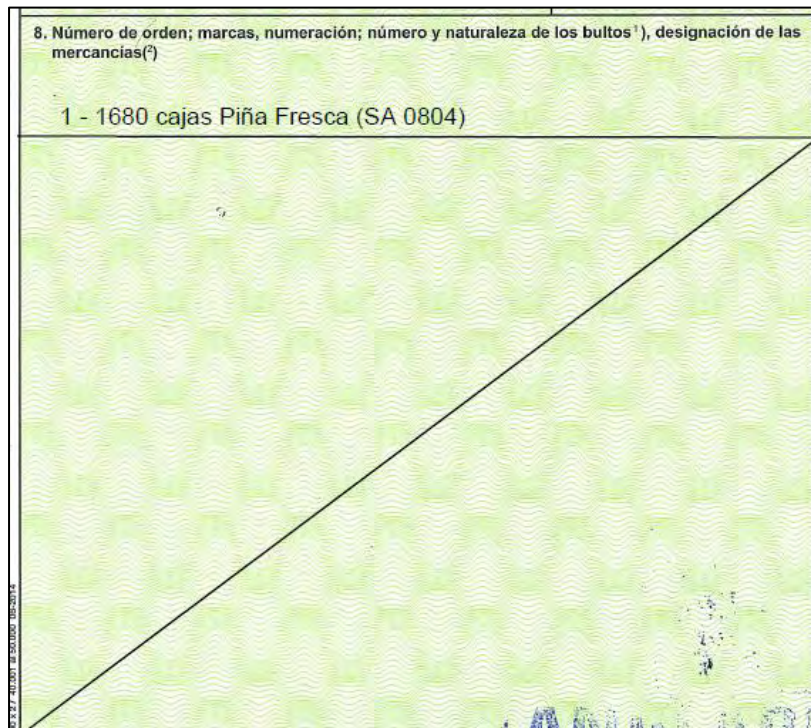 8. Número de orden; marcas, numeración; número y naturaleza de los bultos¹), designación de las
mercancías(²)
1 - 1680 cajas Piña Fresca (SA 0804)